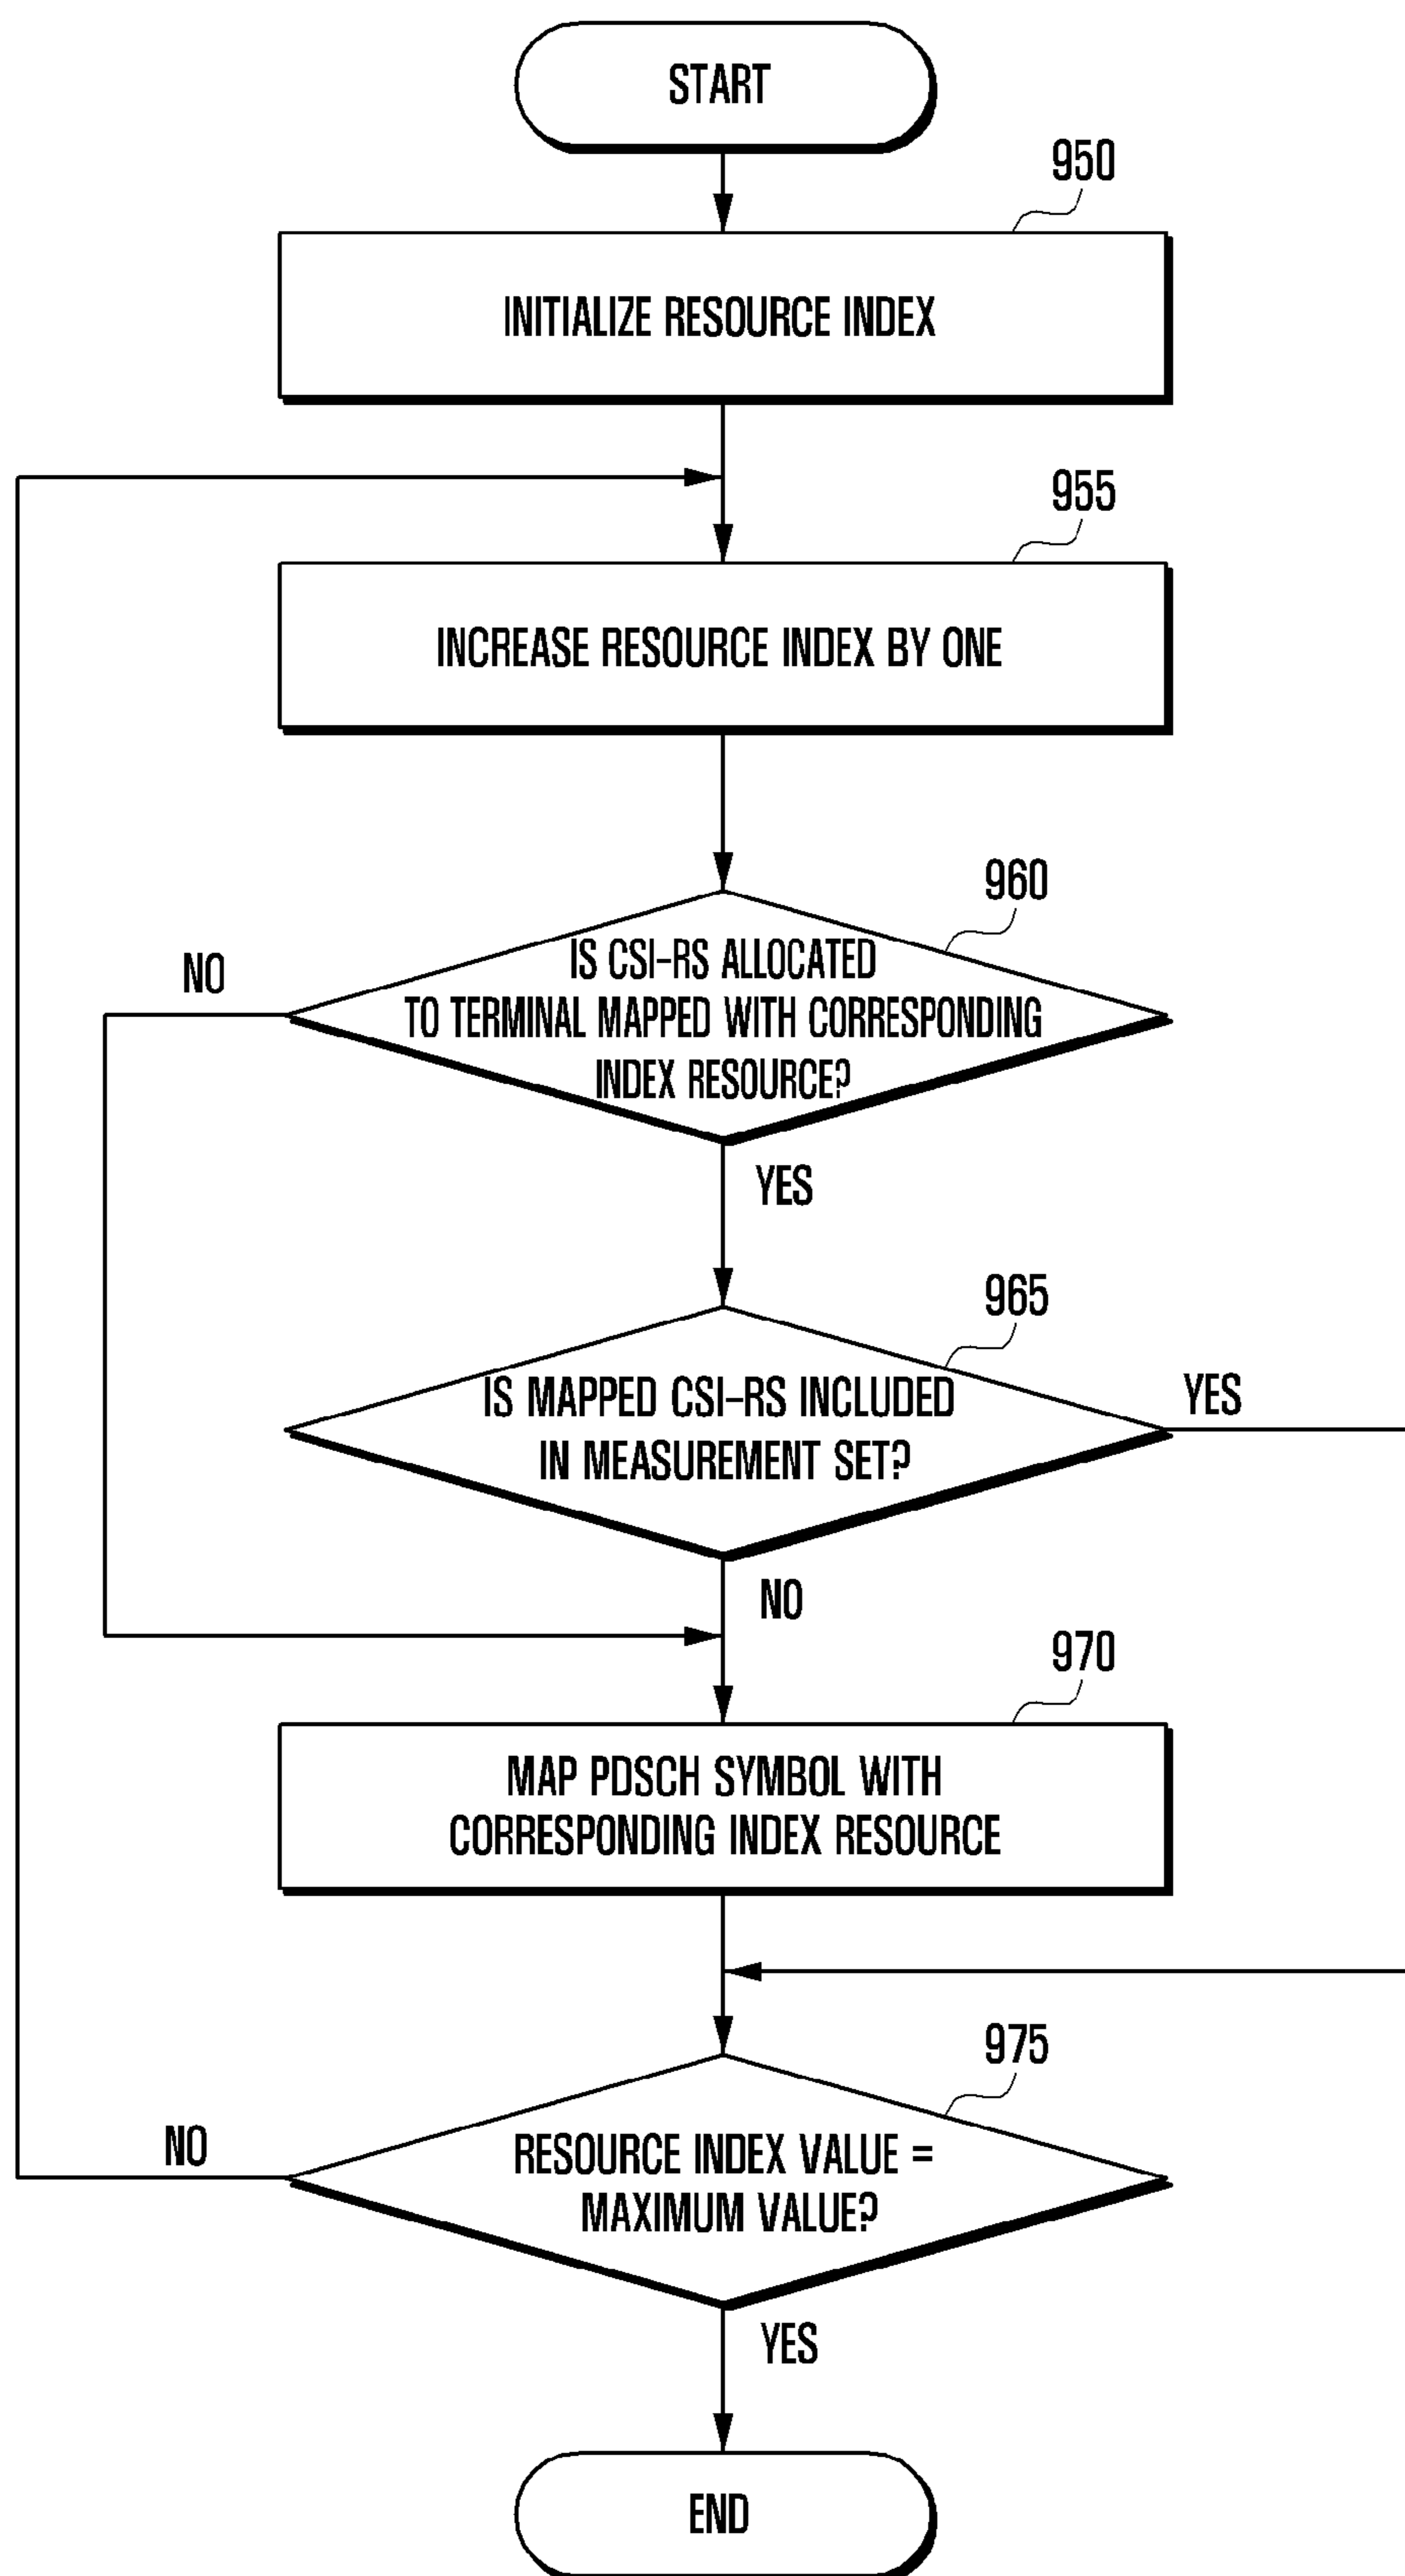 START
950
INITIALIZE RESOURCE INDEX
955
INCREASE RESOURCE INDEX BY ONE
960
IS CSI-RS ALLOCATED
TO TERMINAL MAPPED WITH CORRESPONDING
INDEX RESOURCE?
NO
YES
965
IS MAPPED CSI-RS INCLUDED
IN MEASUREMENT SET?
YES
NO
970
MAP PDSCH SYMBOL WITH
CORRESPONDING INDEX RESOURCE
975
RESOURCE INDEX VALUE =
MAXIMUM VALUE?
NO
YES
END